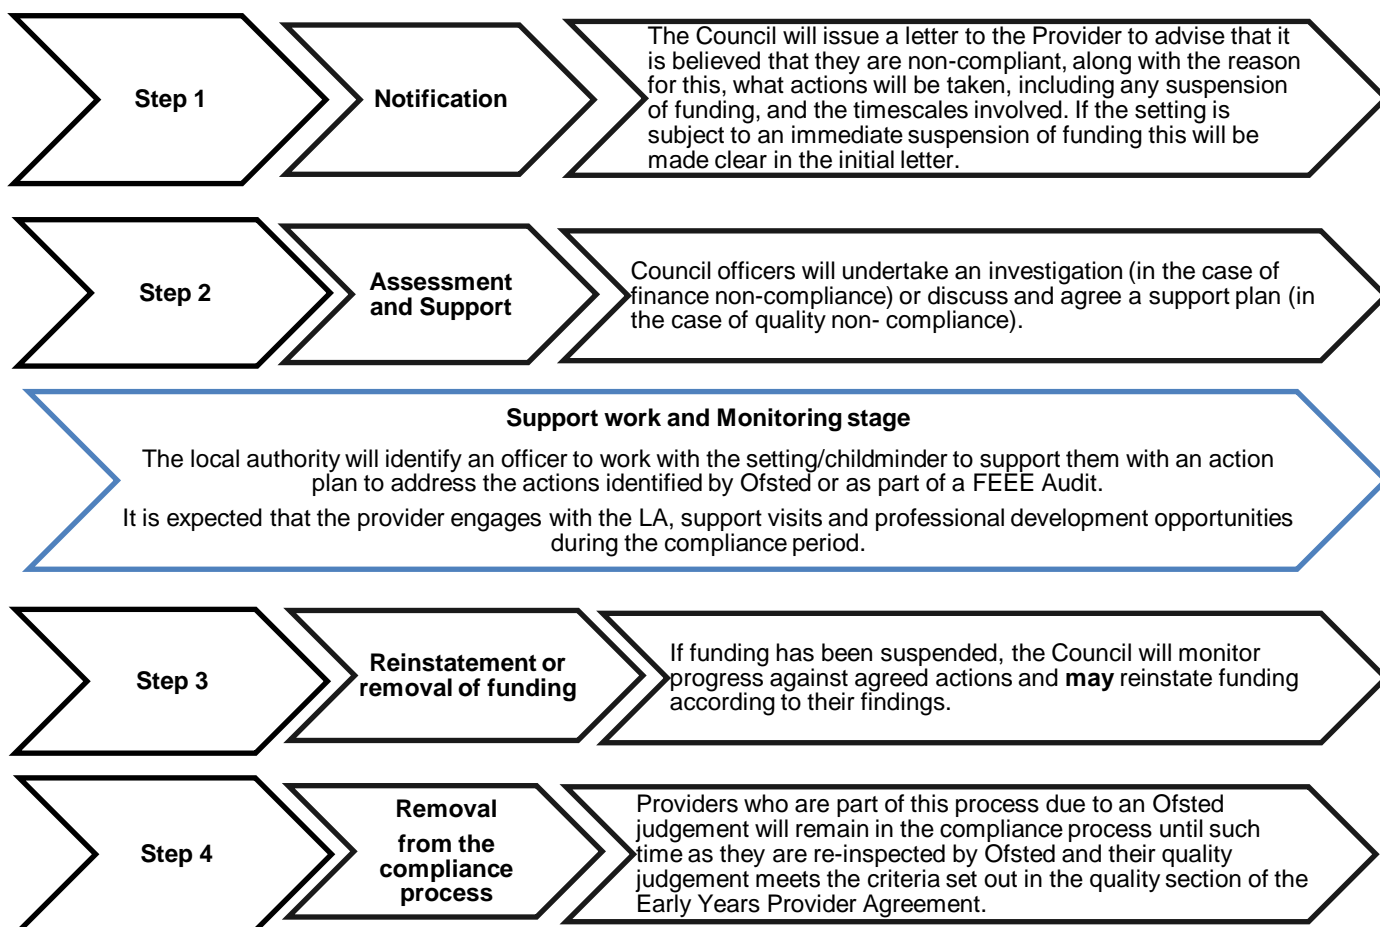 Step 1
Notification
The Council will issue a letter to the Provider to advise that it
is believed that they are non-compliant, along with the reason
for this, what actions will be taken, including any suspension
of funding, and the timescales involved. If the setting is
subject to an immediate suspension of funding this will be
made clear in the initial letter.
Step 2
Assessment
and Support
Council officers will undertake an investigation (in the case of
finance non-compliance) or discuss and agree a support plan (in
the case of quality non- compliance).
Support work and Monitoring stage
The local authority will identify an officer to work with the setting/childminder to support them with an action
plan to address the actions identified by Ofsted or as part of a FEEE Audit.
It is expected that the provider engages with the LA, support visits and professional development opportunities
during the compliance period.
Step 3
Reinstatement or
removal of funding
If funding has been suspended, the Council will monitor
progress against agreed actions and may reinstate funding
according to their findings.
Step 4
Removal
from the
compliance
process
Providers who are part of this process due to an Ofsted
judgement will remain in the compliance process until such
time as they are re-inspected by Ofsted and their quality
judgement meets the criteria set out in the quality section of the
Early Years Provider Agreement.